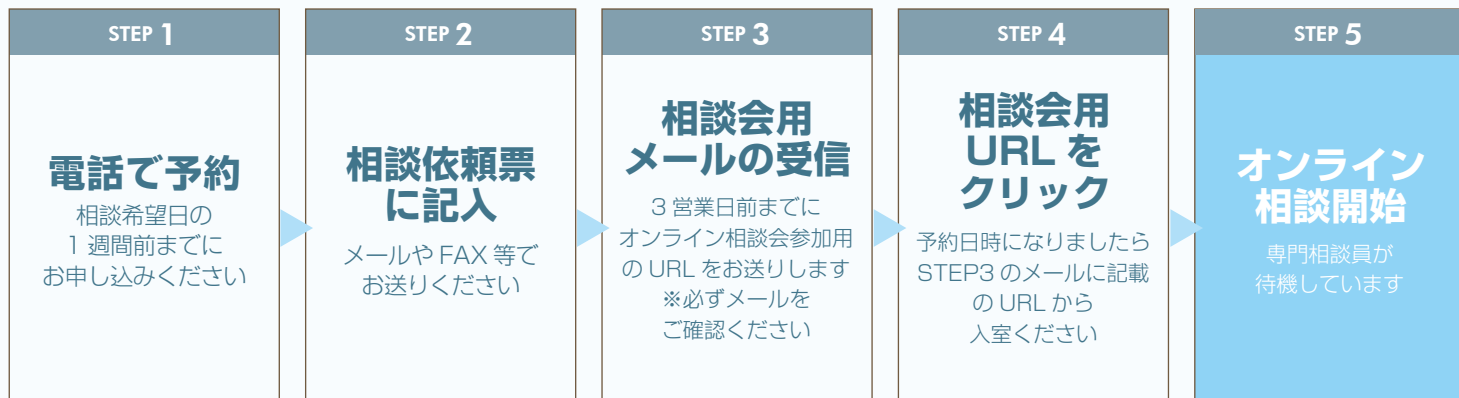 STEP 1
電話で予約
相談希望日の
1 週間前までに
お申し込みください
STEP 2
相談依頼票
に記入
メールや FAX 等で
お送りください
STEP 3
相談会用
メールの受信
3 営業日前までに
オンライン相談会参加用
の URL をお送りします
※必ずメールを
ご確認ください
STEP 4
相談会用
URL を
クリック
予約日時になりましたら
STEP3 のメールに記載
の URL から
入室ください
STEP 5
オンライン
相談開始
専門相談員が
待機しています